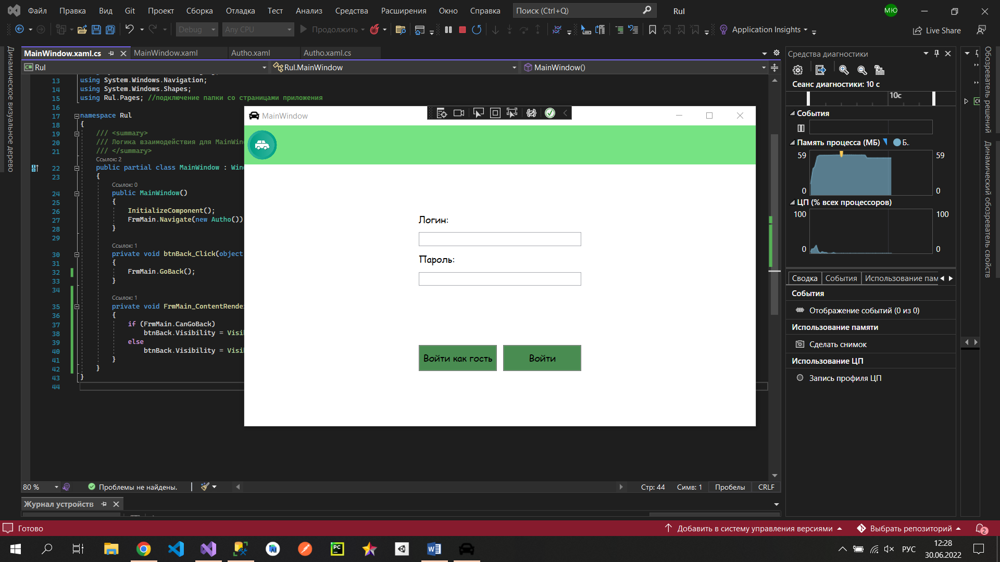 Файл Правка Вид Git Проект Сборка Отладка Тест Анализ Средства Расширения Окно Справка Поиск (Ctrl+Q) Rul МЮ
Debug Any CPU Продолжить Application Insights Live Share
Динамическое визуальное дерево
MainWindow.xaml.cs MainWindow.xaml Autho.xaml Autho.xaml.cs
Rul Rul.MainWindow MainWindow()
13 using System.Windows.Navigation;
14 using System.Windows.Shapes;
15 using Rul.Pages; //подключение папки со страницами приложения
16
17 namespace Rul
18 {
19 /// <summary>
20 /// Логика взаимодействия для MainWin
21 /// </summary>
Ссылок: 2
22 public partial class MainWindow : Win
23 {
Ссылок: 0
24 public MainWindow()
25 {
26 InitializeComponent();
27 FrmMain.Navigate(new Autho())
28 }
29
Ссылок: 1
30 private void btnBack_Click(object
31 {
32 FrmMain.GoBack();
33 }
34
Ссылок: 1
35 private void FrmMain_ContentRende
36 {
37 if (FrmMain.CanGoBack)
38 btnBack.Visibility = Visi
39 else
40 btnBack.Visibility = Visi
41 }
42 }
43 }
44
MainWindow
Логин:
Пароль:
Войти как гость Войти
80 % Проблемы не найдены. Стр: 44 Симв: 1 Пробелы CRLF
Журнал устройств
Средства диагностики
Сеанс диагностики: 10 с
10с
События
Память процесса (МБ) Б..
59 59
0 0
ЦП (% всех процессоров)
100 100
0 0
Сводка События Использование пам
События
Отображение событий (0 из 0)
Использование памяти
Сделать снимок
Использование ЦП
Запись профиля ЦП
Обозреватель решений
Динамический обозреватель свойств
Готово Добавить в систему управления версиями Выбрать репозиторий 2
РУС 12:28
30.06.2022